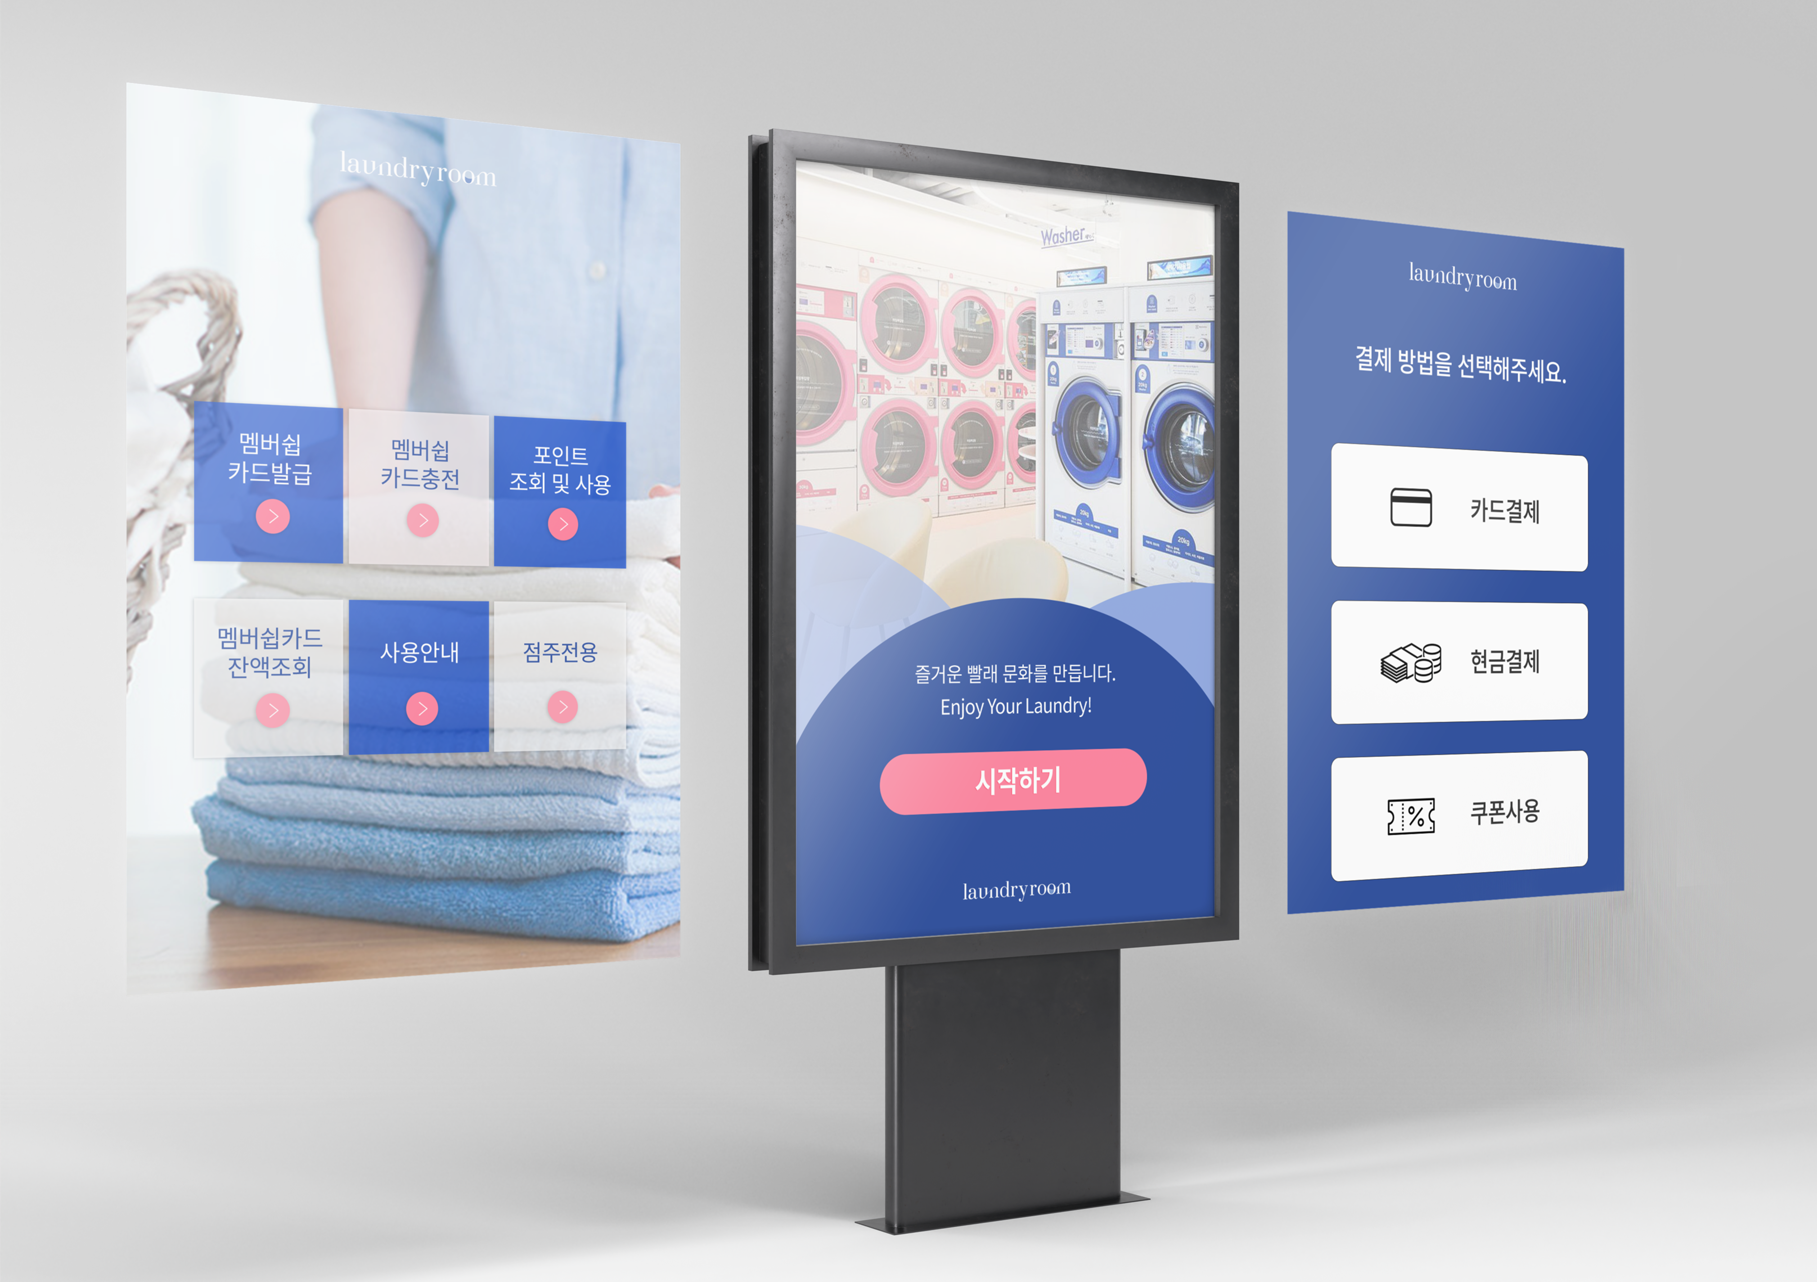 laundryroom
멤버쉽
카드발급
멤버쉽
카드충전
포인트
조회 및 사용
멤버쉽카드
잔액조회
사용안내
점주전용
Washer
20kg
20kg
즐거운 빨래 문화를 만듭니다.
Enjoy Your Laundry!
시작하기
laundryroom
laundryroom
결제 방법을 선택해주세요.
카드결제
현금결제
쿠폰사용